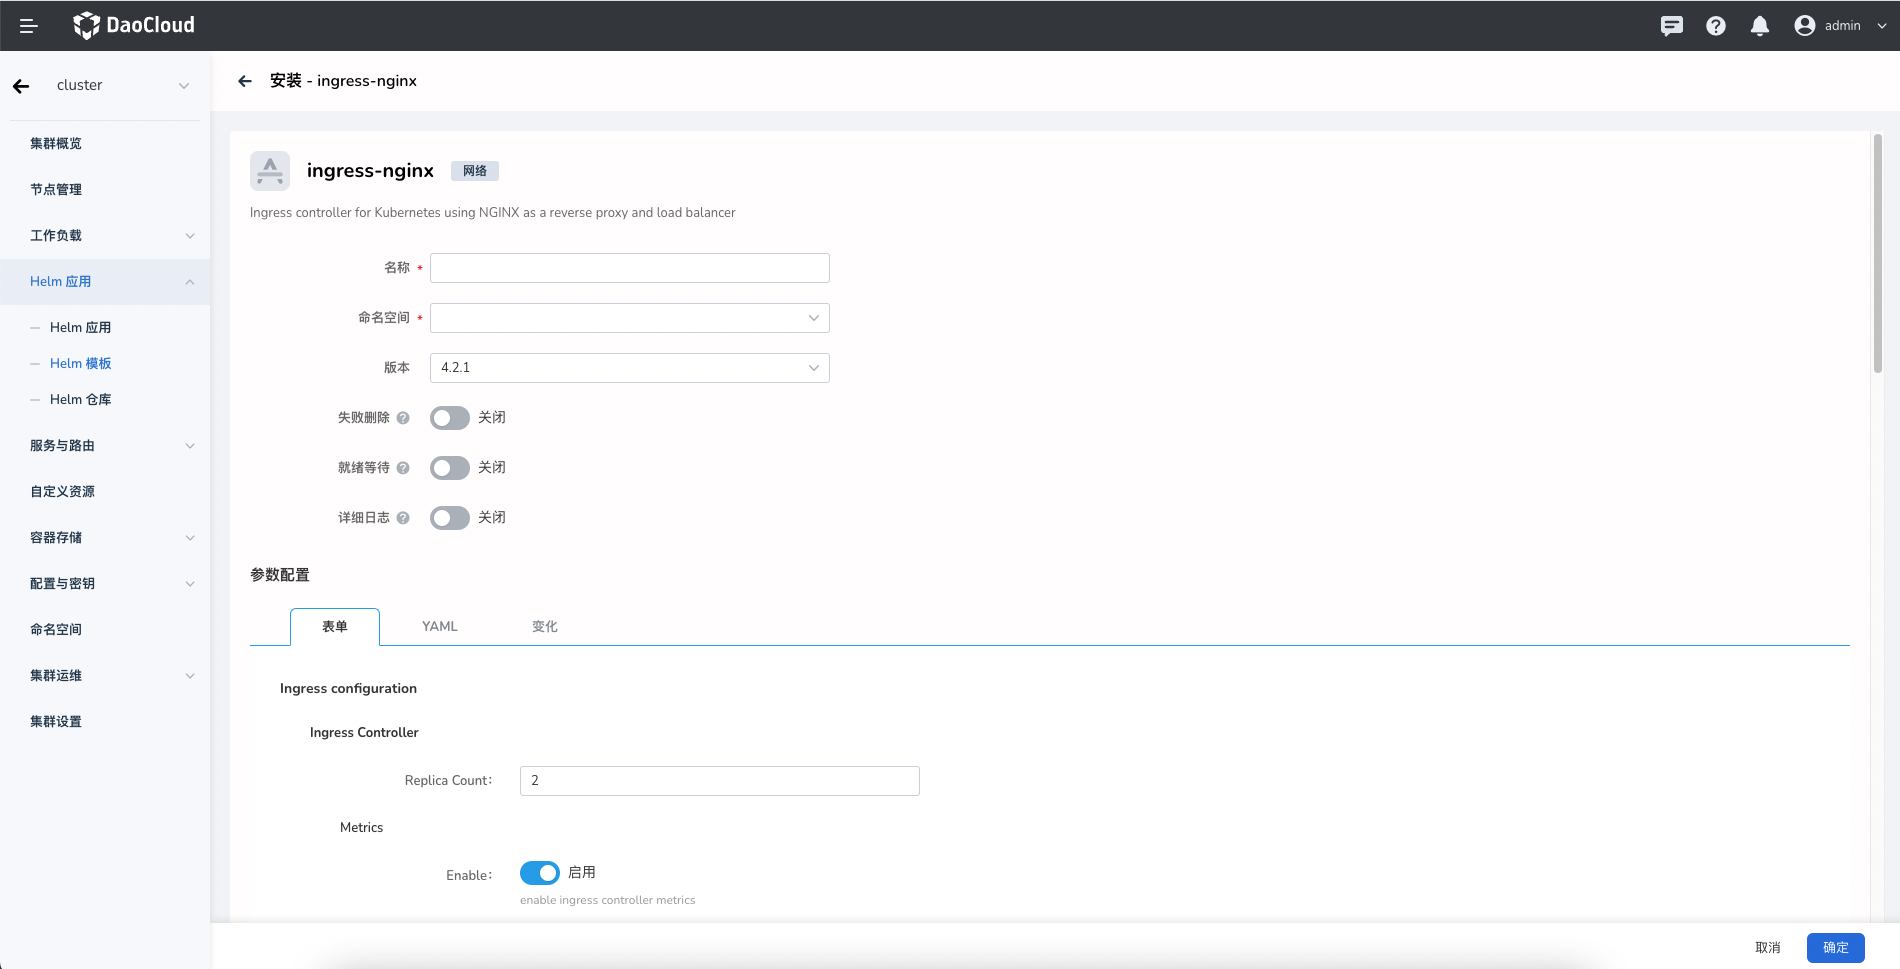 DaoCloud
admin
cluster
集群概览
节点管理
工作负载
Helm 应用
Helm 应用
Helm 模板
Helm 仓库
服务与路由
自定义资源
容器存储
配置与密钥
命名空间
集群运维
集群设置
安装 - ingress-nginx
ingress-nginx 网络
Ingress controller for Kubernetes using NGINX as a reverse proxy and load balancer
名称 *
命名空间 *
版本 4.2.1
失败删除 ? 关闭
就绪等待 ? 关闭
详细日志 ? 关闭
参数配置
表单 YAML 变化
Ingress configuration
Ingress Controller
Replica Count： 2
Metrics
Enable： 启用
enable ingress controller metrics
取消 确定